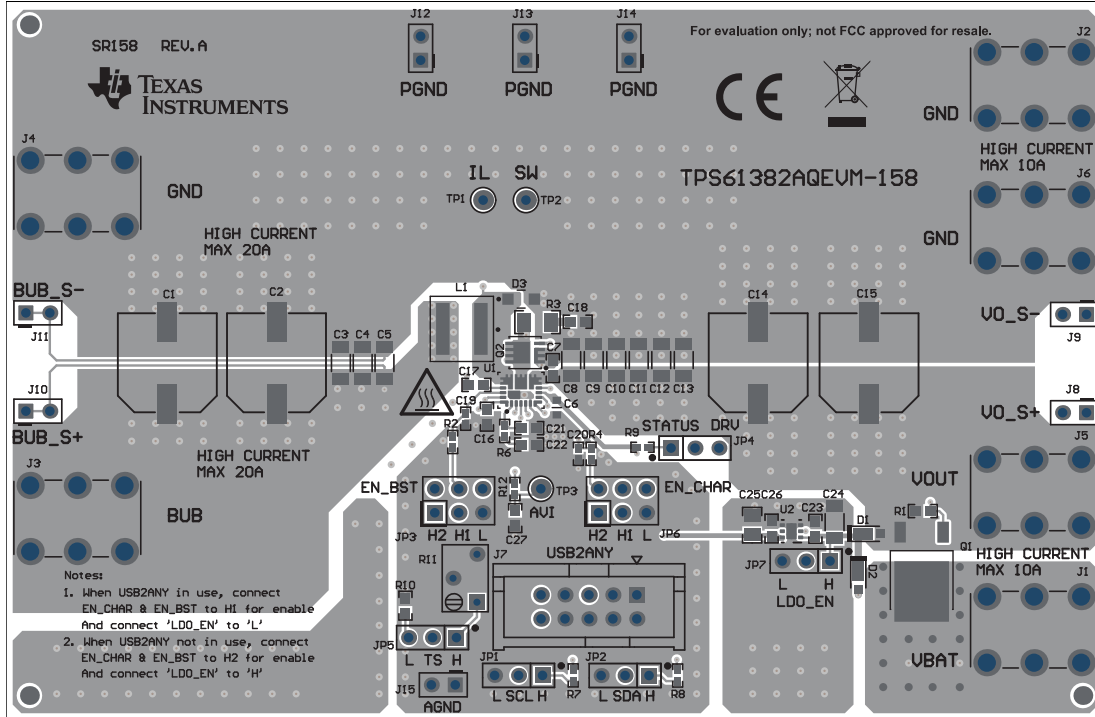 SR158 REV.A
TEXAS INSTRUMENTS
J12
PGND
J13
PGND
J14
PGND
For evaluation only; not FCC approved for resale.
J2
CE
GND
HIGH CURRENT
MAX 10A
J4
GND
HIGH CURRENT
MAX 20A
IL
TP1
SW
TP2
TPS61382AQEVM-158
J6
GND
BUB_S-
J11
J10
BUB_S+
C1
C2
C3
C4
C5
L1
D3
R3
C18
Q2
C7
U1
C17
C19
C16
R2
R6
C6
C21
C22
C8
C9
C10
C11
C12
C13
C14
C15
VO_S-
J9
J8
VO_S+
C20
R4
R9
STATUS DRV
JP4
HIGH CURRENT
MAX 20A
J3
BUB
EN_BST
JP3
H2 H1 L
R12
TP3
AVI
C27
EN_CHAR
H2 H1 L
JP6
C25
C26
U2
C23
C24
D1
D2
R1
Q1
JP7
L H
LDO_EN
J5
VOUT
HIGH CURRENT
MAX 10A
J1
VBAT
R11
R10
J7
USB2ANY
JP5
L TS H
J15
AGND
JP1
L SCL H
R7
JP2
L SDA H
R8
Notes:
1. When USB2ANY in use, connect
EN_CHAR & EN_BST to H1 for enable
And connect 'LDO_EN' to 'L'
2. When USB2ANY not in use, connect
EN_CHAR & EN_BST to H2 for enable
And connect 'LDO_EN' to 'H'